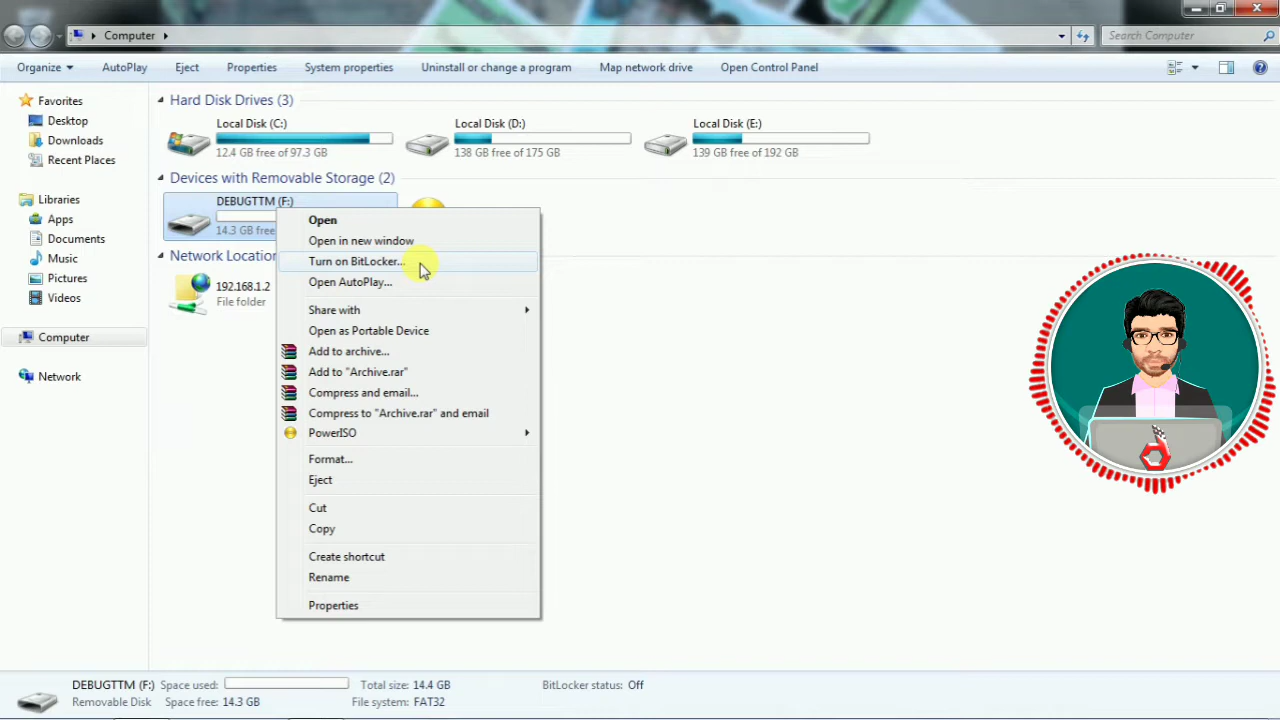 Computer
Search Computer
Organize
AutoPlay
Eject
Properties
System properties
Uninstall or change a program
Map network drive
Open Control Panel
Favorites
Desktop
Downloads
Recent Places
Libraries
Apps
Documents
Music
Pictures
Videos
Computer
Network
Hard Disk Drives (3)
Local Disk (C:)
12.4 GB free of 97.3 GB
Local Disk (D:)
138 GB free of 175 GB
Local Disk (E:)
139 GB free of 192 GB
Devices with Removable Storage (2)
DEBUGTTM (F:)
14.3 GB free
Network Location
192.168.1.2
File folder
Open
Open in new window
Turn on BitLocker...
Open AutoPlay...
Share with
Open as Portable Device
Add to archive...
Add to "Archive.rar"
Compress and email...
Compress to "Archive.rar" and email
PowerISO
Format...
Eject
Cut
Copy
Create shortcut
Rename
Properties
DEBUGTTM (F:)
Space used:
Total size: 14.4 GB
BitLocker status: Off
Removable Disk
Space free: 14.3 GB
File system: FAT32